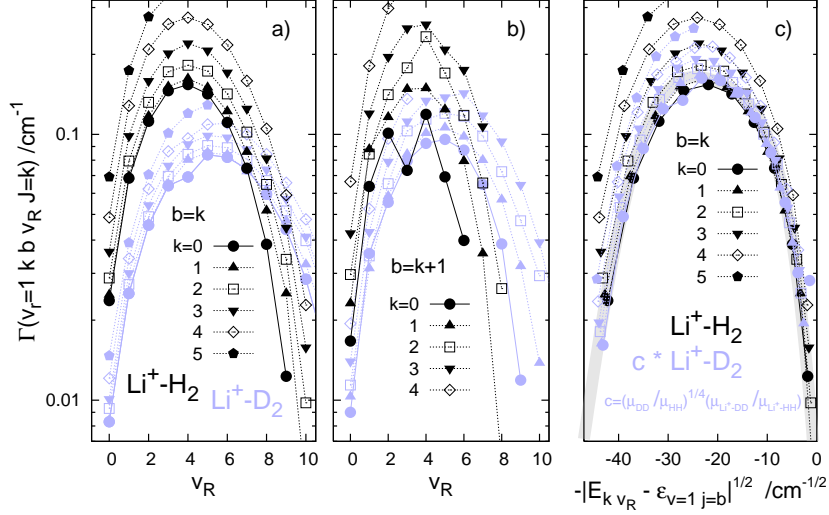 Γ(v_r=1 k b v_R J=k) /cm⁻¹
0.1
0.01
a)
b=k
k=0
1
2
3
4
5
Li⁺-H₂
Li⁺-D₂
0 2 4 6 8 10
v_R
b)
b=k+1
k=0
1
2
3
4
0 2 4 6 8 10
v_R
c)
b=k
k=0
1
2
3
4
5
Li⁺-H₂
c * Li⁺-D₂
c=(μ_DD /μ_HH)^1/4(μ_Li⁺-DD /μ_Li⁺-HH)
-40 -30 -20 -10 0
-|E_k v_R - ε_v=1 j=b|^1/2 /cm^-1/2